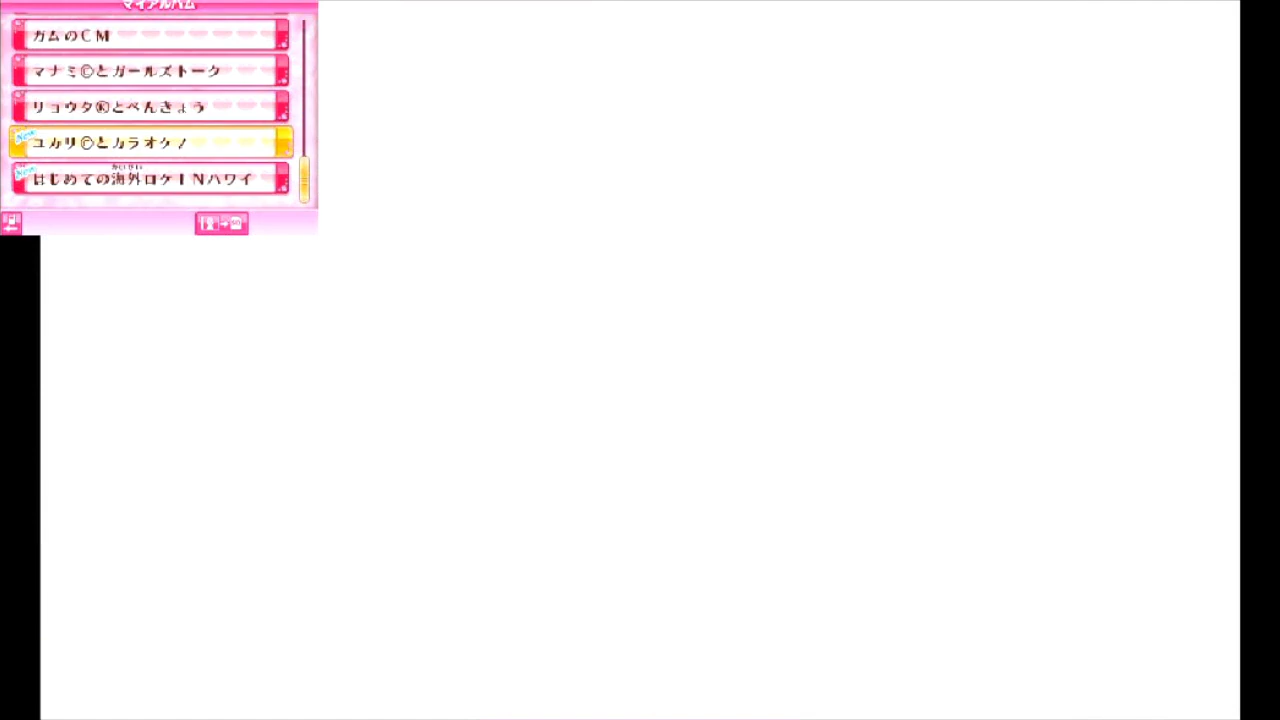 マイアルバム
ガムのCM
マナミⒸとガールズトーク
リョウタⓀとべんきょう
New
ユカリⒸとカラオケ♪
New
かいがい
はじめての海外ロケINハワイ